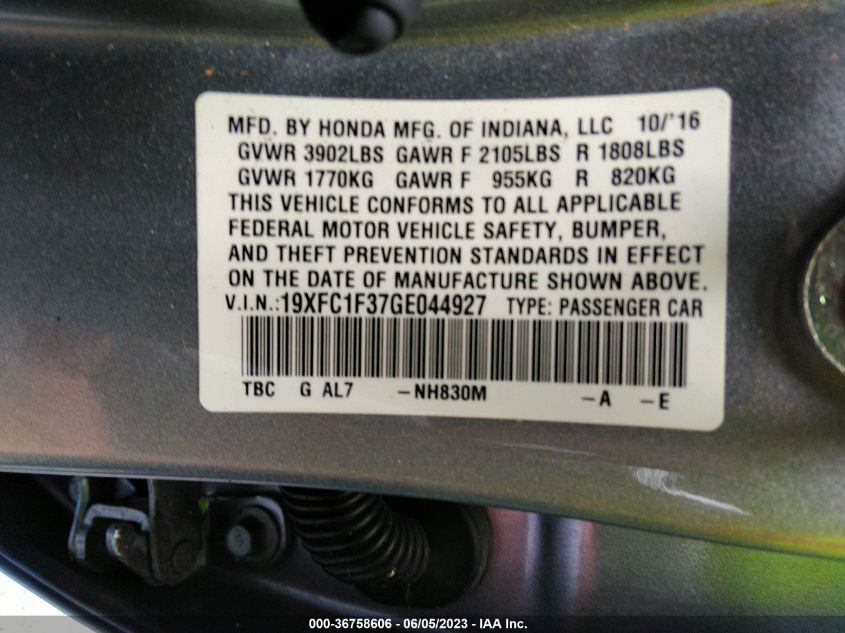 MFD. BY HONDA MFG. OF INDIANA, LLC 10/'16
GVWR 3902LBS GAWR F 2105LBS R 1808LBS
GVWR 1770KG GAWR F 955KG R 820KG
THIS VEHICLE CONFORMS TO ALL APPLICABLE
FEDERAL MOTOR VEHICLE SAFETY, BUMPER,
AND THEFT PREVENTION STANDARDS IN EFFECT
ON THE DATE OF MANUFACTURE SHOWN ABOVE.
V.I.N.:19XFC1F37GE044927 TYPE: PASSENGER CAR
TBC G AL7 -NH830M -A -E
000-36758606 - 06/05/2023 - IAA Inc.